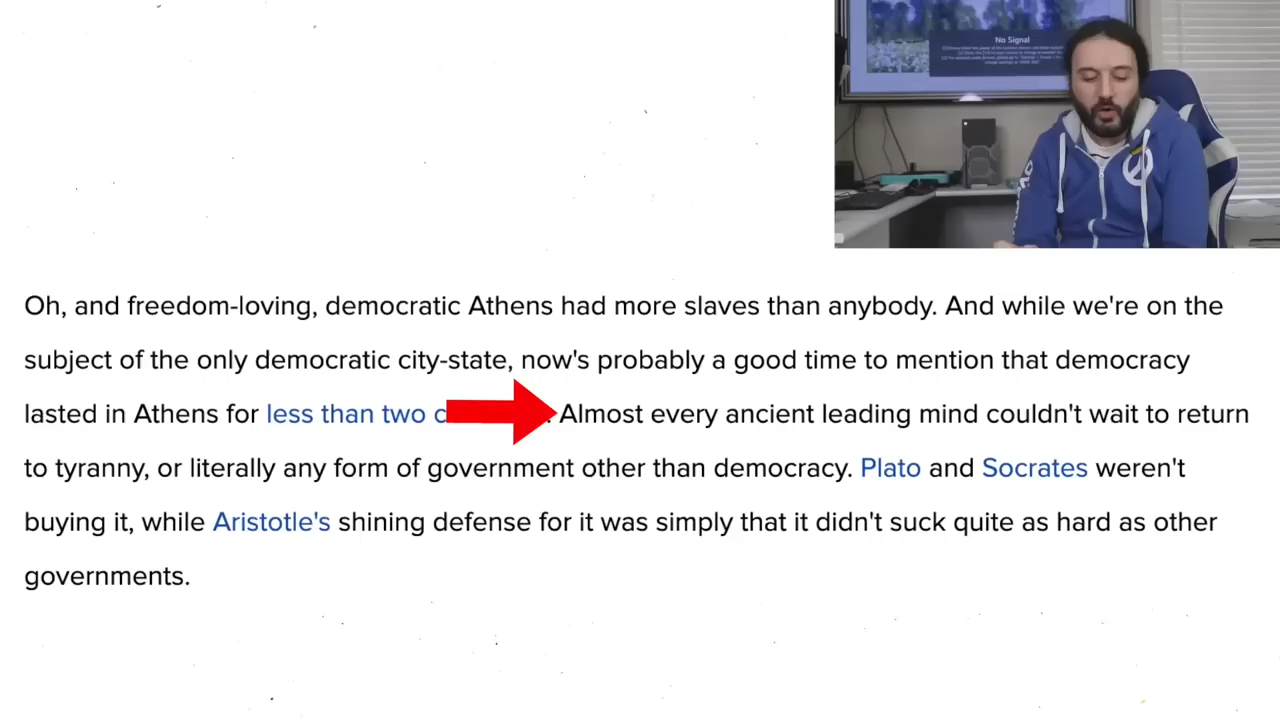 No Signal
Oh, and freedom-loving, democratic Athens had more slaves than anybody. And while we're on the
subject of the only democratic city-state, now's probably a good time to mention that democracy
lasted in Athens for less than two c . Almost every ancient leading mind couldn't wait to return
to tyranny, or literally any form of government other than democracy. Plato and Socrates weren't
buying it, while Aristotle's shining defense for it was simply that it didn't suck quite as hard as other
governments.